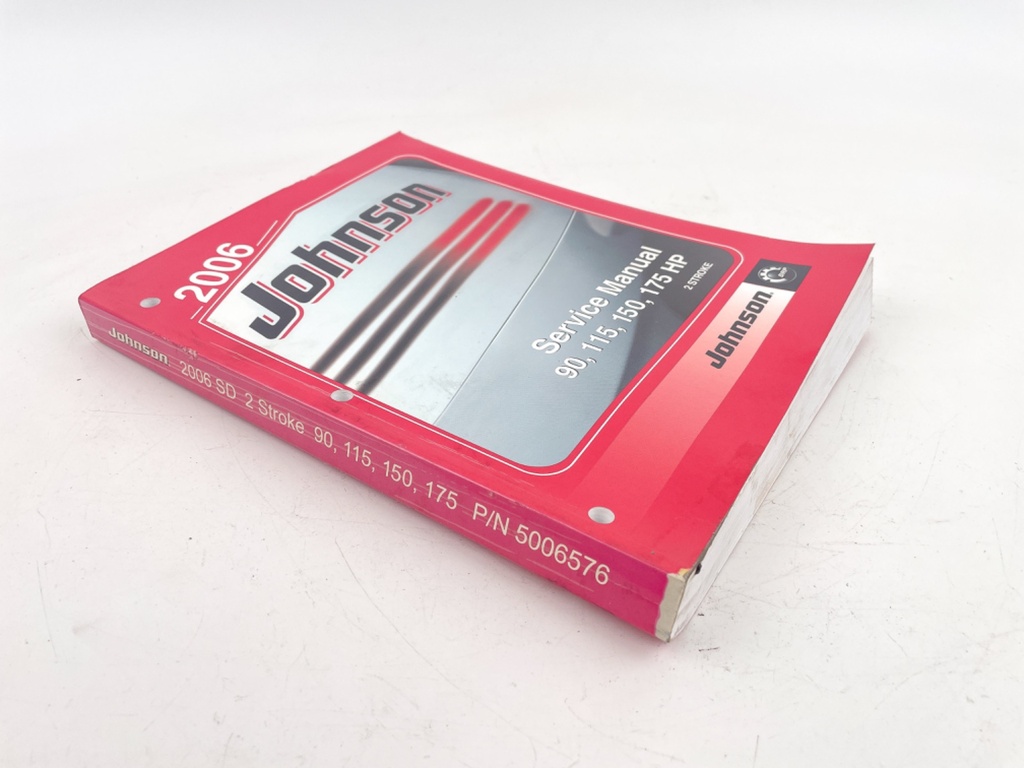 2006
Johnson
Service Manual
90, 115, 150, 175 HP
2 STROKE
Johnson
Johnson 2006 SD 2 Stroke 90, 115, 150, 175 P/N 5006576